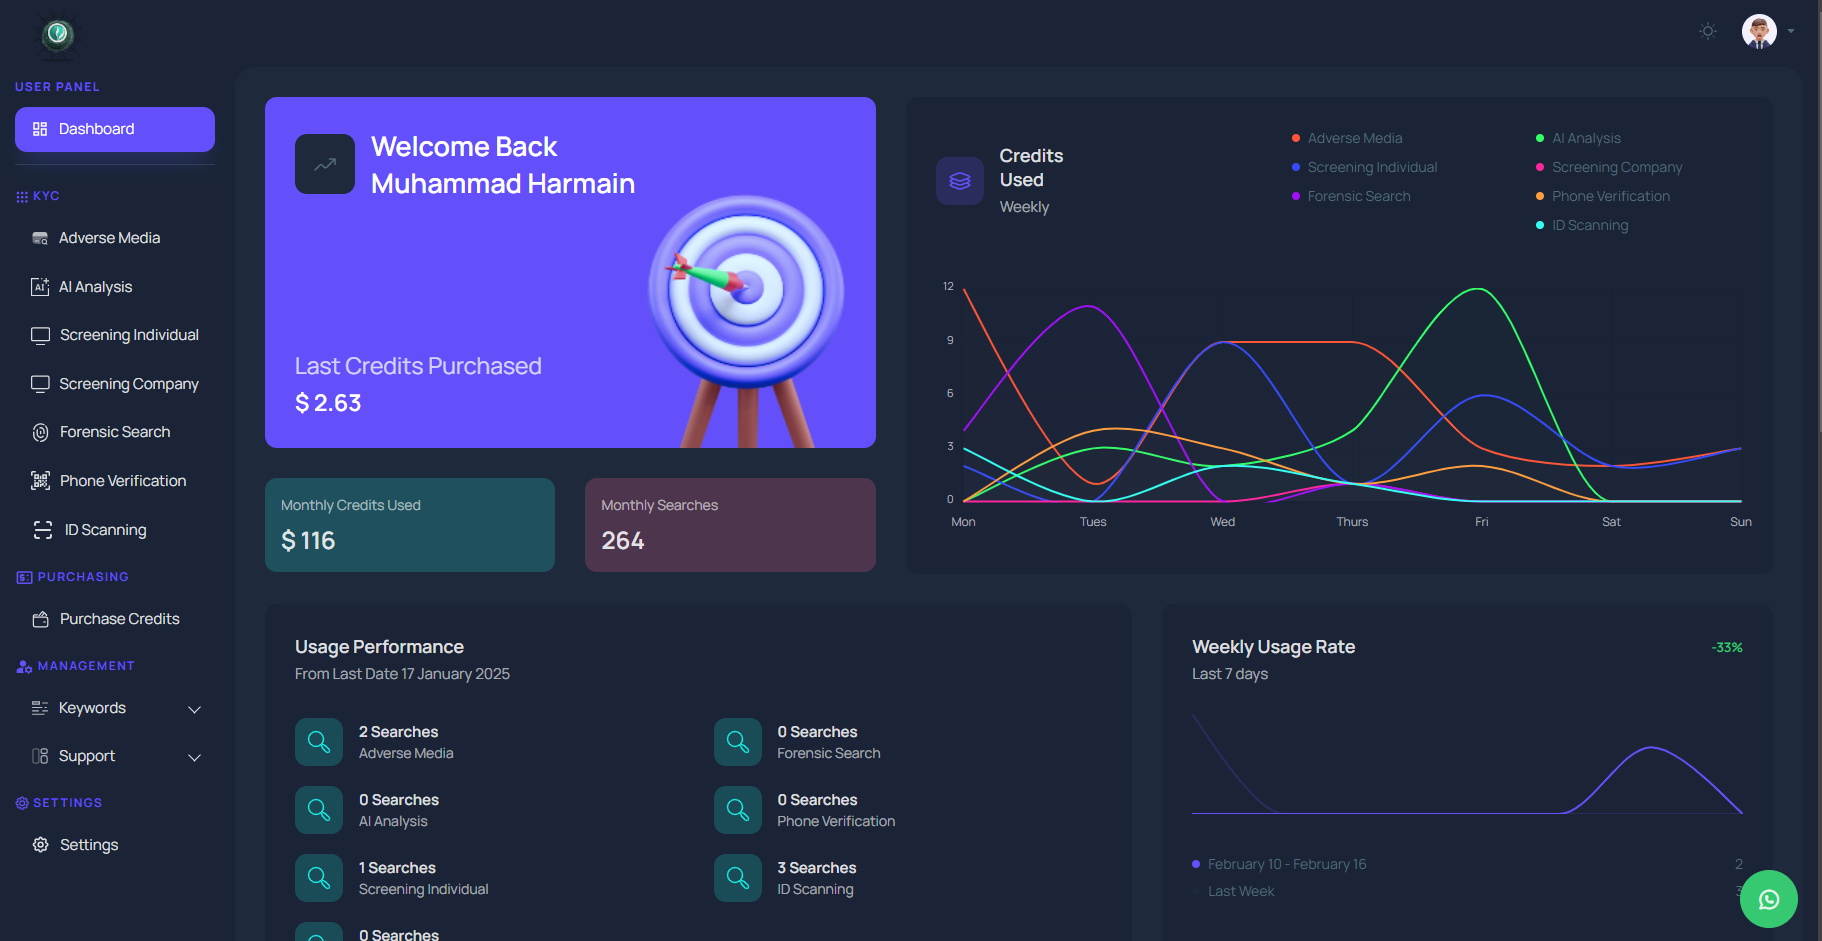 USER PANEL
Dashboard
KYC
Adverse Media
AI Analysis
Screening Individual
Screening Company
Forensic Search
Phone Verification
ID Scanning
PURCHASING
Purchase Credits
MANAGEMENT
Keywords
Support
SETTINGS
Settings
Welcome Back
Muhammad Harmain
Last Credits Purchased
$ 2.63
Monthly Credits Used
$ 116
Monthly Searches
264
Credits
Used
Weekly
Adverse Media
Screening Individual
Forensic Search
AI Analysis
Screening Company
Phone Verification
ID Scanning
12
9
6
3
0
Mon Tues Wed Thurs Fri Sat Sun
Usage Performance
From Last Date 17 January 2025
2 Searches
Adverse Media
0 Searches
Forensic Search
0 Searches
AI Analysis
0 Searches
Phone Verification
1 Searches
Screening Individual
3 Searches
ID Scanning
0 Searches
Weekly Usage Rate
-33%
Last 7 days
February 10 - February 16 2
Last Week 3